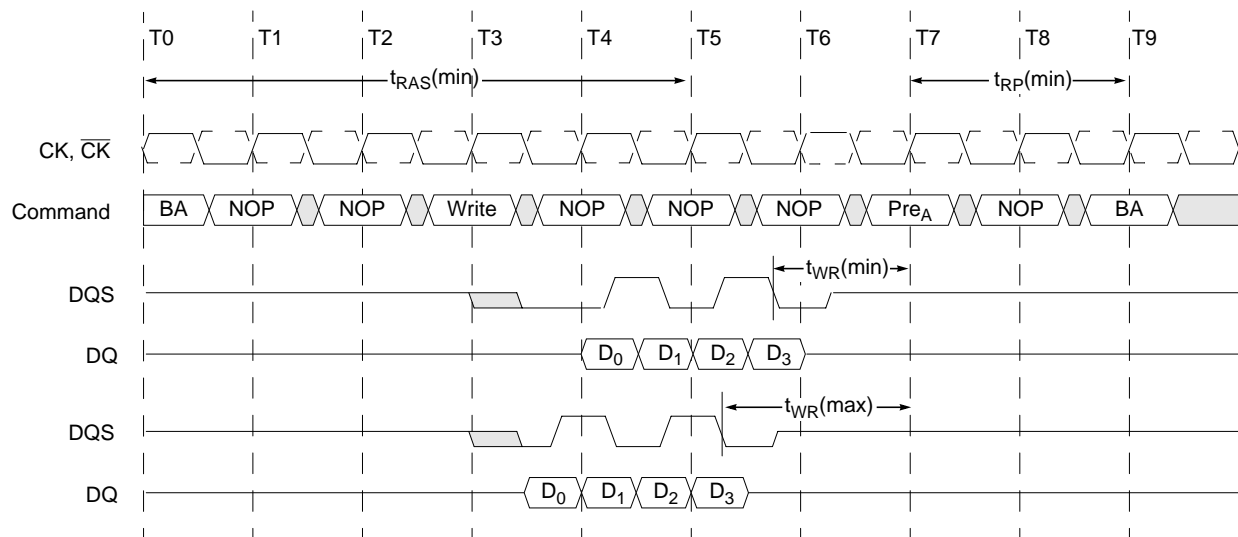 T0 T1 T2 T3 T4 T5 T6 T7 T8 T9
tRAS(min) tRP(min)
CK, C̅K̅
Command BA NOP NOP Write NOP NOP NOP PreA NOP BA
tWR(min)
DQS
DQ D0 D1 D2 D3
tWR(max)
DQS
DQ D0 D1 D2 D3